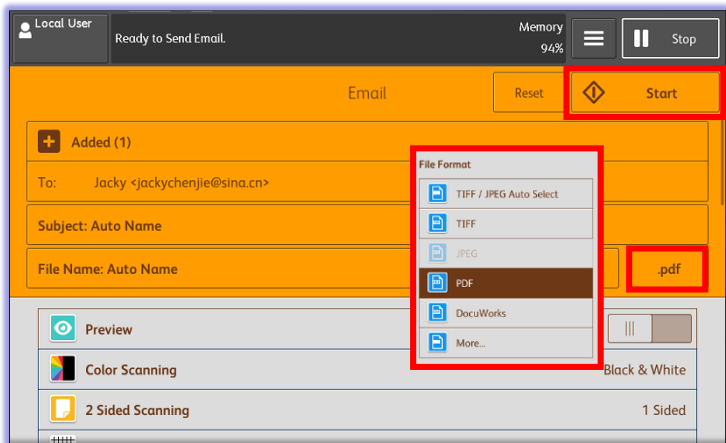 Local User
Ready to Send Email.
Memory
94%
Stop
Email
Reset
Start
Added (1)
To: Jacky <jackychenjie@sina.cn>
Subject: Auto Name
File Name: Auto Name
.pdf
File Format
TIFF / JPEG Auto Select
TIFF
JPEG
PDF
DocuWorks
More...
Preview
Color Scanning
Black & White
2 Sided Scanning
1 Sided